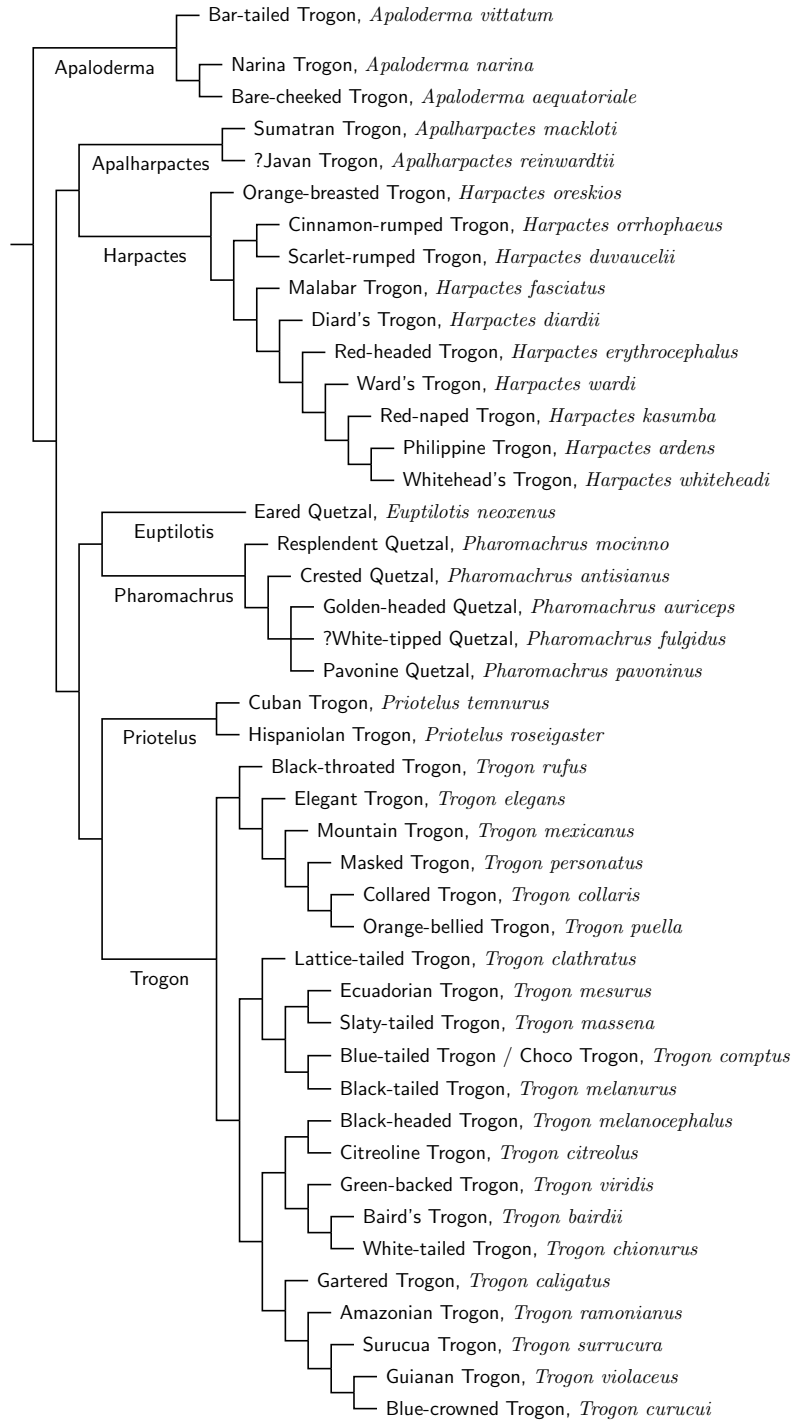 Bar-tailed Trogon, Apaloderma vittatum
Apaloderma
Narina Trogon, Apaloderma narina
Bare-cheeked Trogon, Apaloderma aequatoriale
Sumatran Trogon, Apalharpactes mackloti
Apalharpactes
?Javan Trogon, Apalharpactes reinwardtii
Orange-breasted Trogon, Harpactes oreskios
Cinnamon-rumped Trogon, Harpactes orrhophaeus
Harpactes
Scarlet-rumped Trogon, Harpactes duvaucelii
Malabar Trogon, Harpactes fasciatus
Diard's Trogon, Harpactes diardii
Red-headed Trogon, Harpactes erythrocephalus
Ward's Trogon, Harpactes wardi
Red-naped Trogon, Harpactes kasumba
Philippine Trogon, Harpactes ardens
Whitehead's Trogon, Harpactes whiteheadi
Eared Quetzal, Euptilotis neoxenus
Euptilotis
Resplendent Quetzal, Pharomachrus mocinno
Crested Quetzal, Pharomachrus antisianus
Pharomachrus
Golden-headed Quetzal, Pharomachrus auriceps
?White-tipped Quetzal, Pharomachrus fulgidus
Pavonine Quetzal, Pharomachrus pavoninus
Cuban Trogon, Priotelus temnurus
Priotelus
Hispaniolan Trogon, Priotelus roseigaster
Black-throated Trogon, Trogon rufus
Elegant Trogon, Trogon elegans
Mountain Trogon, Trogon mexicanus
Masked Trogon, Trogon personatus
Collared Trogon, Trogon collaris
Orange-bellied Trogon, Trogon puella
Lattice-tailed Trogon, Trogon clathratus
Trogon
Ecuadorian Trogon, Trogon mesurus
Slaty-tailed Trogon, Trogon massena
Blue-tailed Trogon / Choco Trogon, Trogon comptus
Black-tailed Trogon, Trogon melanurus
Black-headed Trogon, Trogon melanocephalus
Citreoline Trogon, Trogon citreolus
Green-backed Trogon, Trogon viridis
Baird's Trogon, Trogon bairdii
White-tailed Trogon, Trogon chionurus
Gartered Trogon, Trogon caligatus
Amazonian Trogon, Trogon ramonianus
Surucua Trogon, Trogon surrucura
Guianan Trogon, Trogon violaceus
Blue-crowned Trogon, Trogon curucui